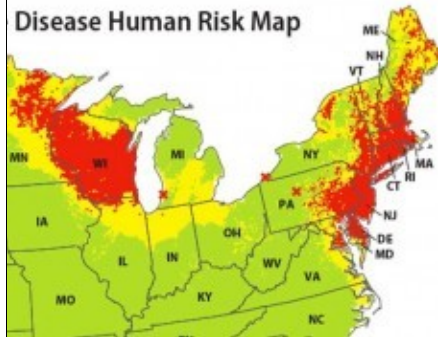 Disease Human Risk Map
ME
NH
VT
MN
WI
MI
NY
MA
RI
CT
PA
NJ
IA
OH
DE
MD
IL
IN
WV
VA
MO
KY
NC